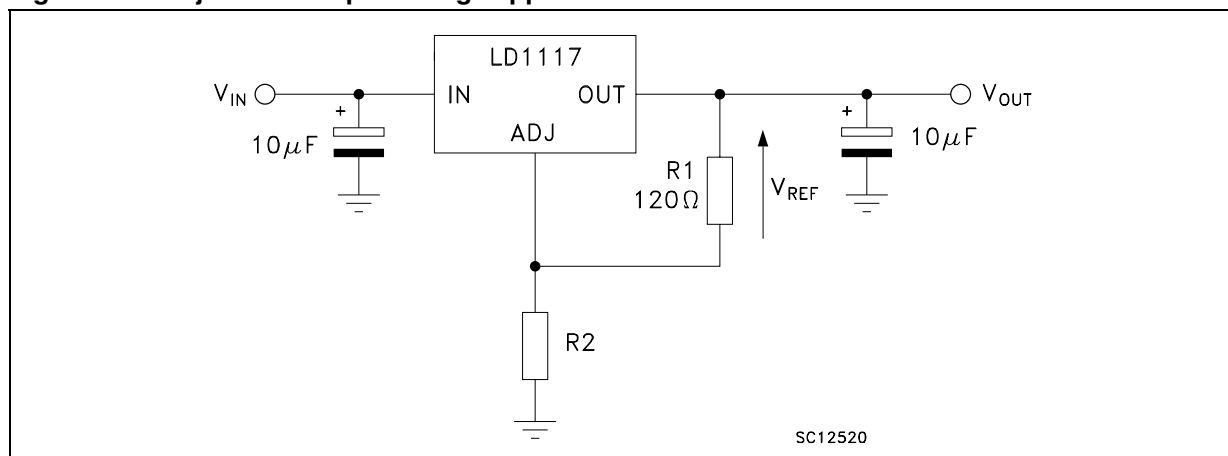 LD1117
V_IN
IN
OUT
V_OUT
+
+
ADJ
10μF
10μF
R1
120Ω
V_REF
R2
SC12520